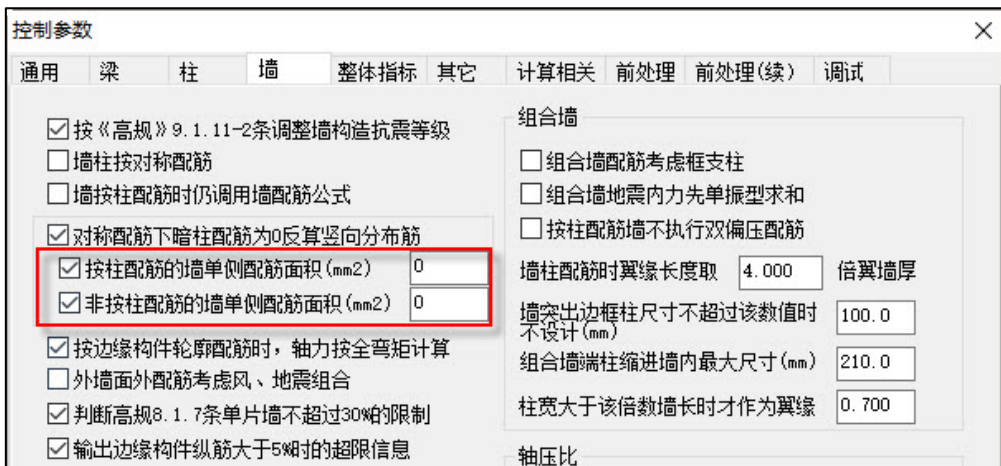 控制参数
通用 梁 柱 墙 整体指标 其它 计算相关 前处理 前处理(续) 调试
按《高规》9.1.11-2条调整墙构造抗震等级
墙柱按对称配筋
墙按柱配筋时仍调用墙配筋公式
对称配筋下暗柱配筋为0反算竖向分布筋
按柱配筋的墙单侧配筋面积(mm2) 0
非按柱配筋的墙单侧配筋面积(mm2) 0
按边缘构件轮廓配筋时，轴力按全弯矩计算
外墙面外配筋考虑风、地震组合
判断高规8.1.7条单片墙不超过30%的限制
输出边缘构件纵筋大于5%时的超限信息
组合墙
组合墙配筋考虑框支柱
组合墙地震内力先单振型求和
按柱配筋墙不执行双偏压配筋
墙柱配筋时翼缘长度取 4.000 倍翼墙厚
墙突出边框柱尺寸不超过该数值时
不设计(mm) 100.0
组合墙端柱缩进墙内最大尺寸(mm) 210.0
柱宽大于该倍数墙长时才作为翼缘 0.700
轴压比